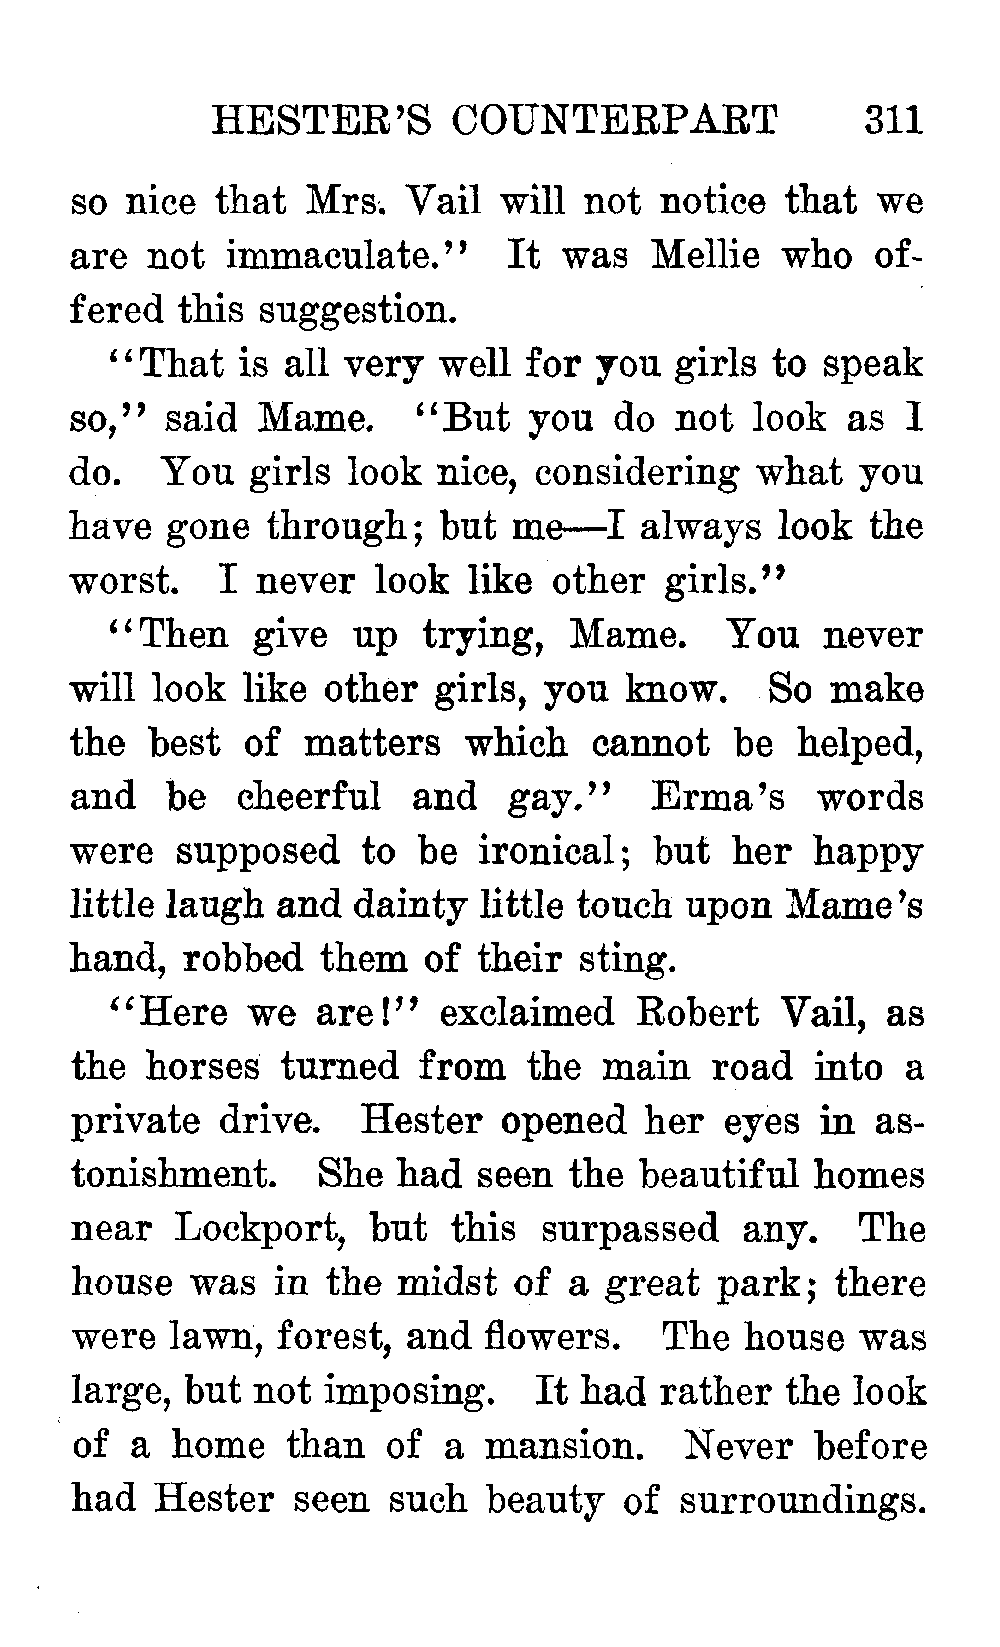 HESTER'S COUNTERPART 311
so nice that Mrs. Vail will not notice that we
are not immaculate." It was Mellie who of-
fered this suggestion.
"That is all very well for you girls to speak
so," said Mame. "But you do not look as I
do. You girls look nice, considering what you
have gone through; but me—I always look the
worst. I never look like other girls."
"Then give up trying, Mame. You never
will look like other girls, you know. So make
the best of matters which cannot be helped,
and be cheerful and gay." Erma's words
were supposed to be ironical; but her happy
little laugh and dainty little touch upon Mame's
hand, robbed them of their sting.
"Here we are!" exclaimed Robert Vail, as
the horses turned from the main road into a
private drive. Hester opened her eyes in as-
tonishment. She had seen the beautiful homes
near Lockport, but this surpassed any. The
house was in the midst of a great park; there
were lawn, forest, and flowers. The house was
large, but not imposing. It had rather the look
of a home than of a mansion. Never before
had Hester seen such beauty of surroundings.